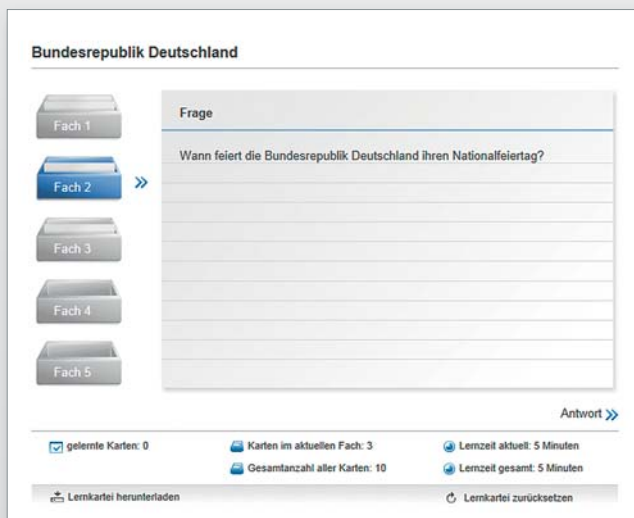 Bundesrepublik Deutschland
Fach 1
Fach 2
Fach 3
Fach 4
Fach 5
Frage
Wann feiert die Bundesrepublik Deutschland ihren Nationalfeiertag?
Antwort
gelernte Karten: 0
Karten im aktuellen Fach: 3
Lernzeit aktuell: 5 Minuten
Gesamtanzahl aller Karten: 10
Lernzeit gesamt: 5 Minuten
Lernkartei herunterladen
Lernkartei zurücksetzen